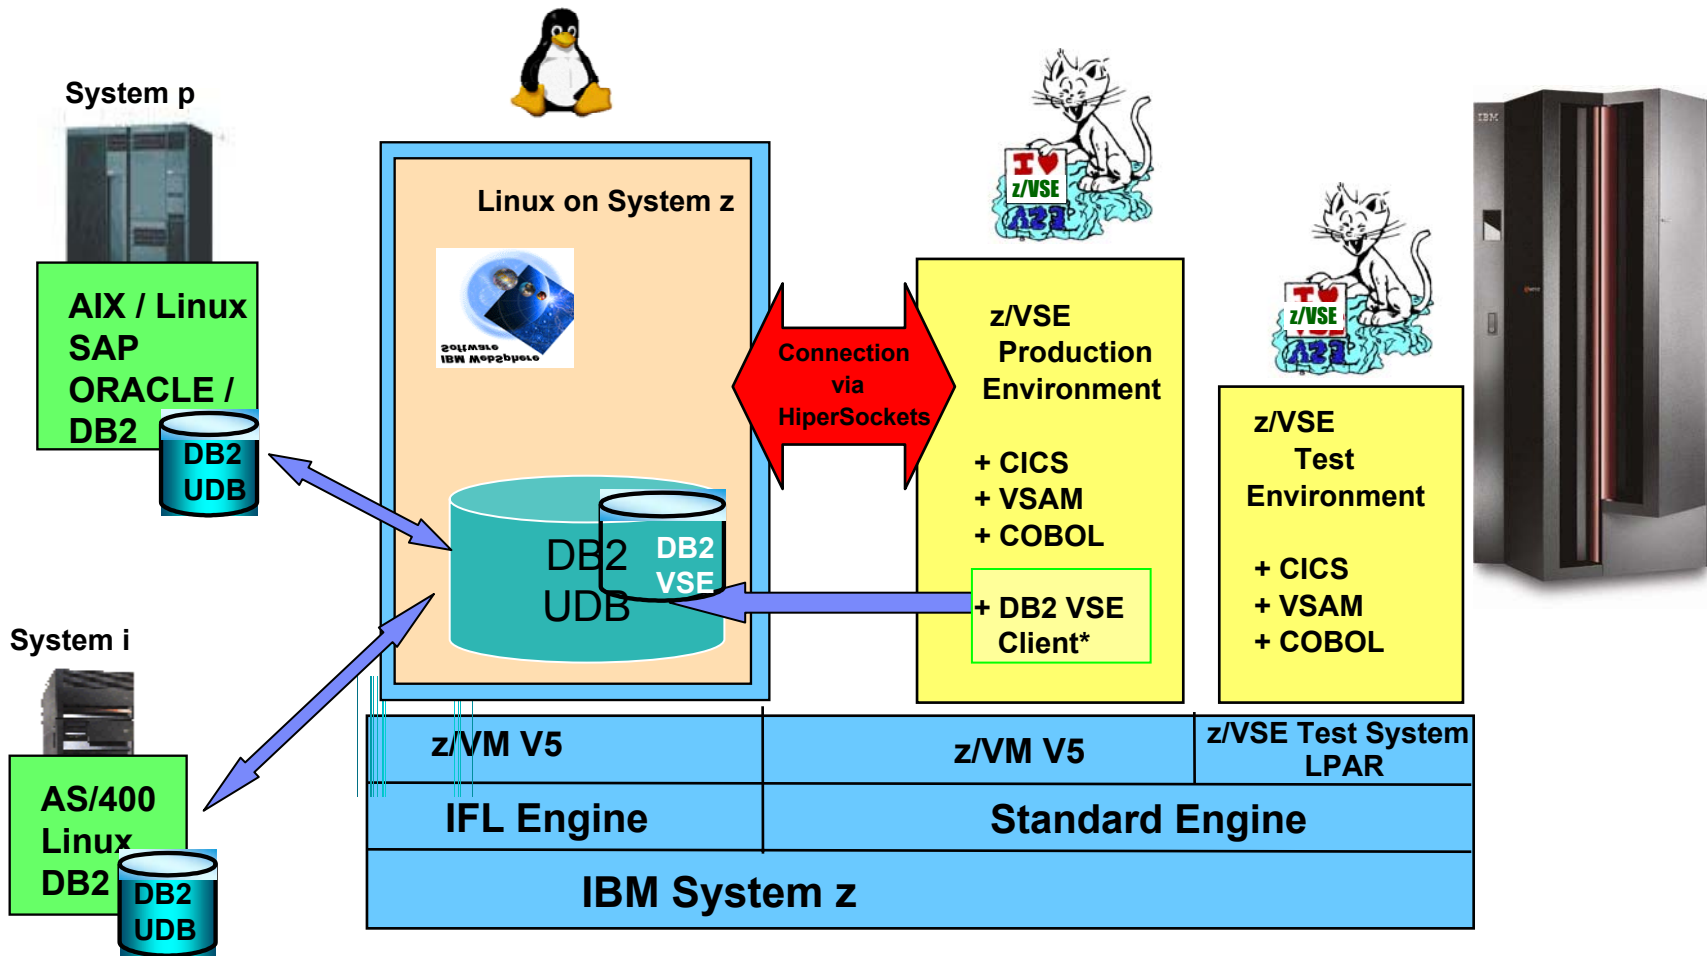 System p
AIX / Linux
SAP
ORACLE /
DB2
DB2
UDB
System i
AS/400
Linux
DB2
DB2
UDB
Linux on System z
Software
IBM WebSphere
DB2
UDB
DB2
VSE
Connection
via
HiperSockets
I ♥
z/VSE
VSE
z/VSE
Production
Environment
+ CICS
+ VSAM
+ COBOL
+ DB2 VSE
Client*
z/VSE
VSE
z/VSE
Test
Environment
+ CICS
+ VSAM
+ COBOL
IBM
z/VM V5
z/VM V5
z/VSE Test System
LPAR
IFL Engine
Standard Engine
IBM System z